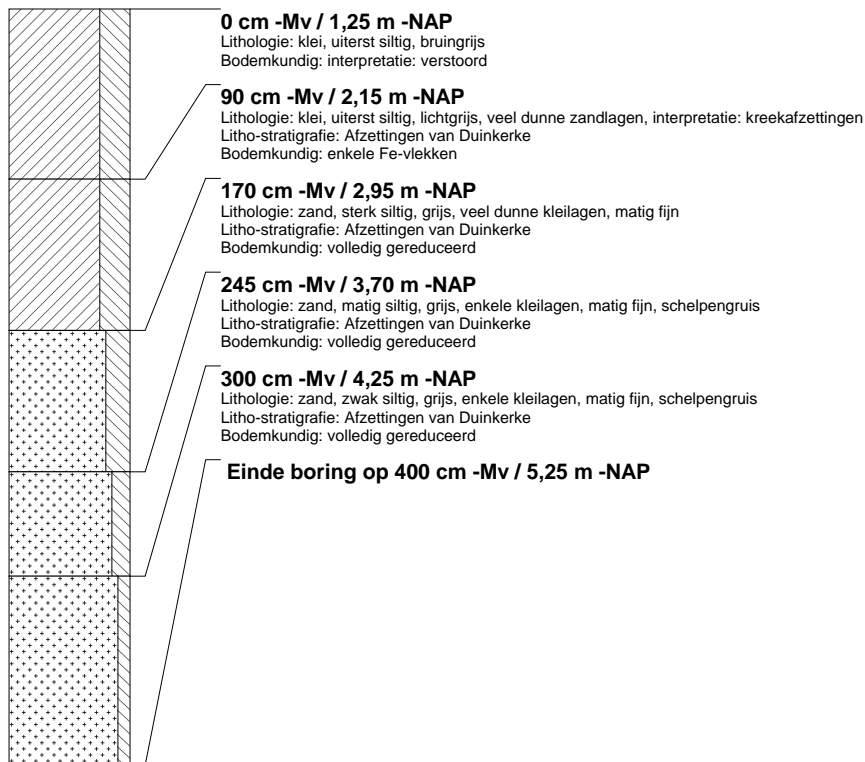 0 cm -Mv / 1,25 m -NAP
Lithologie: klei, uiterst siltig, bruingrijs
Bodemkundig: interpretatie: verstoord
90 cm -Mv / 2,15 m -NAP
Lithologie: klei, uiterst siltig, lichtgrijs, veel dunne zandlagen, interpretatie: kreekafzettingen
Litho-stratigrafie: Afzettingen van Duinkerke
Bodemkundig: enkele Fe-vlekken
170 cm -Mv / 2,95 m -NAP
Lithologie: zand, sterk siltig, grijs, veel dunne kleilagen, matig fijn
Litho-stratigrafie: Afzettingen van Duinkerke
Bodemkundig: volledig gereduceerd
245 cm -Mv / 3,70 m -NAP
Lithologie: zand, matig siltig, grijs, enkele kleilagen, matig fijn, schelpengruis
Litho-stratigrafie: Afzettingen van Duinkerke
Bodemkundig: volledig gereduceerd
300 cm -Mv / 4,25 m -NAP
Lithologie: zand, zwak siltig, grijs, enkele kleilagen, matig fijn, schelpengruis
Litho-stratigrafie: Afzettingen van Duinkerke
Bodemkundig: volledig gereduceerd
Einde boring op 400 cm -Mv / 5,25 m -NAP